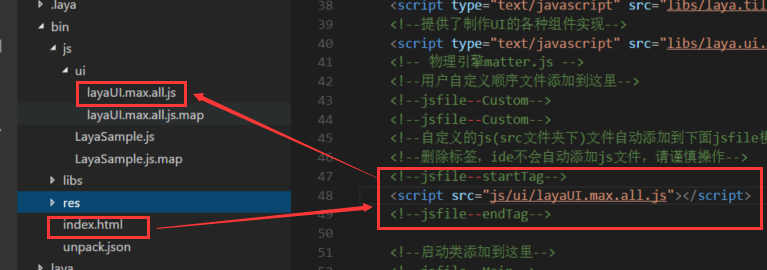 .laya
bin
js
ui
layaUI.max.all.js
layaUI.max.all.js.map
LayaSample.js
LayaSample.js.map
libs
res
index.html
unpack.json
laya
38 <script type="text/javascript" src="libs/laya.til
39 <!--提供了制作UI的各种组件实现-->
40 <script type="text/javascript" src="libs/laya.ui.
41 <!-- 物理引擎matter.js -->
42 <!--用户自定义顺序文件添加到这里-->
43 <!--jsfile--Custom-->
44 <!--jsfile--Custom-->
45 <!--自定义的js(src文件夹下)文件自动添加到下面jsfile模
46 <!--删除标签，ide不会自动添加js文件，请谨慎操作-->
47 <!--jsfile--startTag-->
48 <script src="js/ui/layaUI.max.all.js"></script>
49 <!--jsfile--endTag-->
50
51 <!--启动类添加到这里-->
52 <!--jsfile--Main-->